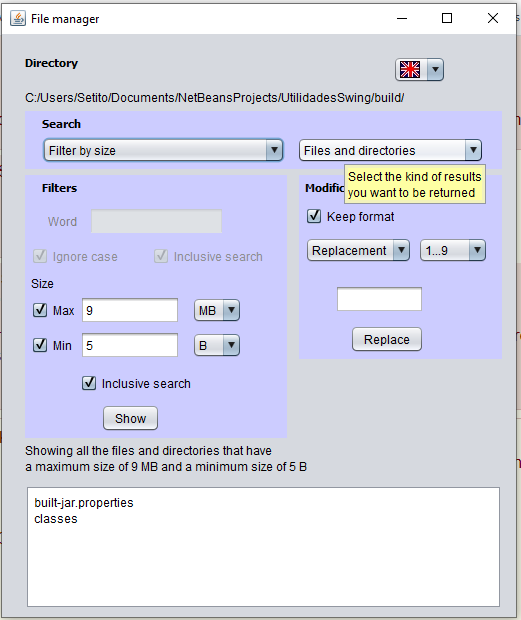 File manager
Directory
C:/Users/Setito/Documents/NetBeansProjects/UtilidadesSwing/build/
Search
Filter by size
Files and directories
Select the kind of results
you want to be returned
Filters
Word
Ignore case
Inclusive search
Size
Max
9
MB
Min
5
B
Inclusive search
Show
Modific
Keep format
Replacement
1...9
Replace
Showing all the files and directories that have
a maximum size of 9 MB and a minimum size of 5 B
built-jar.properties
classes